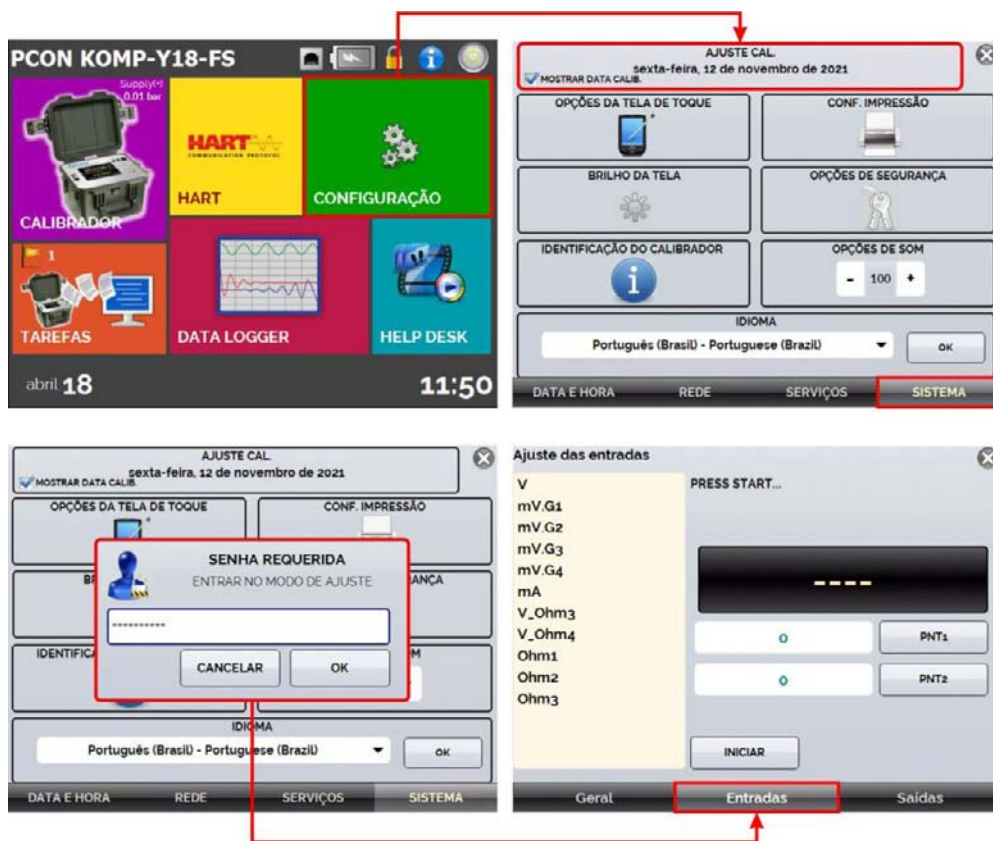 PCON KOMP-Y18-FS
Supply(+)
0.01 bar
CALIBRADOR
HART
COMMUNICATION PROTOCOL
HART
CONFIGURAÇÃO
1
TAREFAS
DATA LOGGER
HELP DESK
abril 18
11:50
AJUSTE CAL.
sexta-feira, 12 de novembro de 2021
MOSTRAR DATA CALIB.
OPÇÕES DA TELA DE TOQUE
CONF. IMPRESSÃO
BRILHO DA TELA
OPÇÕES DE SEGURANÇA
IDENTIFICAÇÃO DO CALIBRADOR
OPÇÕES DE SOM
- 100 +
IDIOMA
Português (Brasil) - Portuguese (Brazil)
OK
DATA E HORA REDE SERVIÇOS SISTEMA
AJUSTE CAL.
sexta-feira, 12 de novembro de 2021
MOSTRAR DATA CALIB.
OPÇÕES DA TELA DE TOQUE
CONF. IMPRESSÃO
BR
ANÇA
SENHA REQUERIDA
ENTRAR NO MODO DE AJUSTE
----------
CANCELAR
OK
IDENTIFIC
M
IDIOMA
Português (Brasil) - Portuguese (Brazil)
OK
DATA E HORA REDE SERVIÇOS SISTEMA
Ajuste das entradas
V
mV.G1
mV.G2
mV.G3
mV.G4
mA
V_Ohm3
V_Ohm4
Ohm1
Ohm2
Ohm3
PRESS START...
----
0
PNT1
0
PNT2
INICIAR
Geral Entradas Saídas